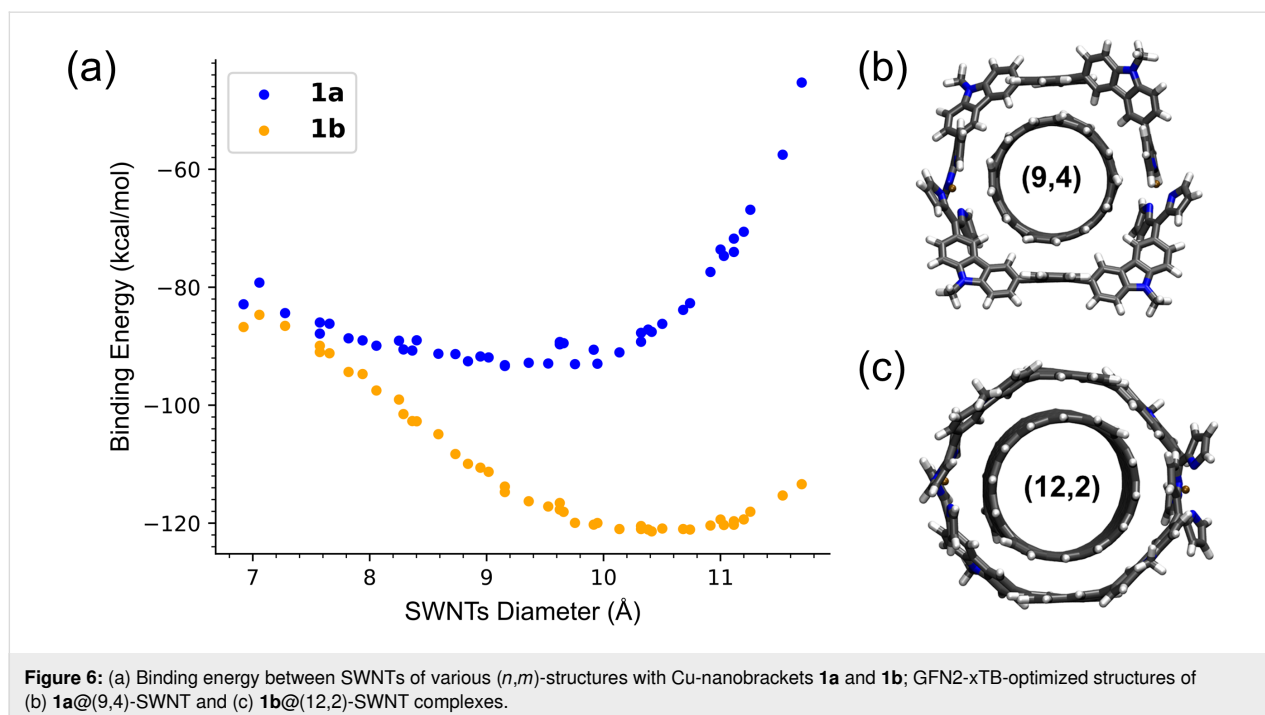 (a)
1a
1b
Binding Energy (kcal/mol)
−60
−80
−100
−120
7 8 9 10 11
SWNTs Diameter (Å)
(b)
(9,4)
(c)
(12,2)
Figure 6: (a) Binding energy between SWNTs of various (n,m)-structures with Cu-nanobrackets 1a and 1b; GFN2-xTB-optimized structures of
(b) 1a@(9,4)-SWNT and (c) 1b@(12,2)-SWNT complexes.